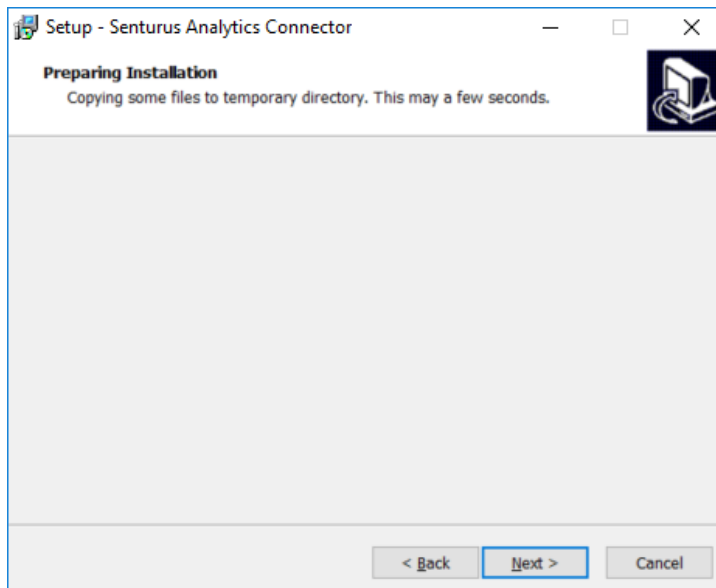 Setup - Senturus Analytics Connector
Preparing Installation
Copying some files to temporary directory. This may a few seconds.
< Back
Next >
Cancel